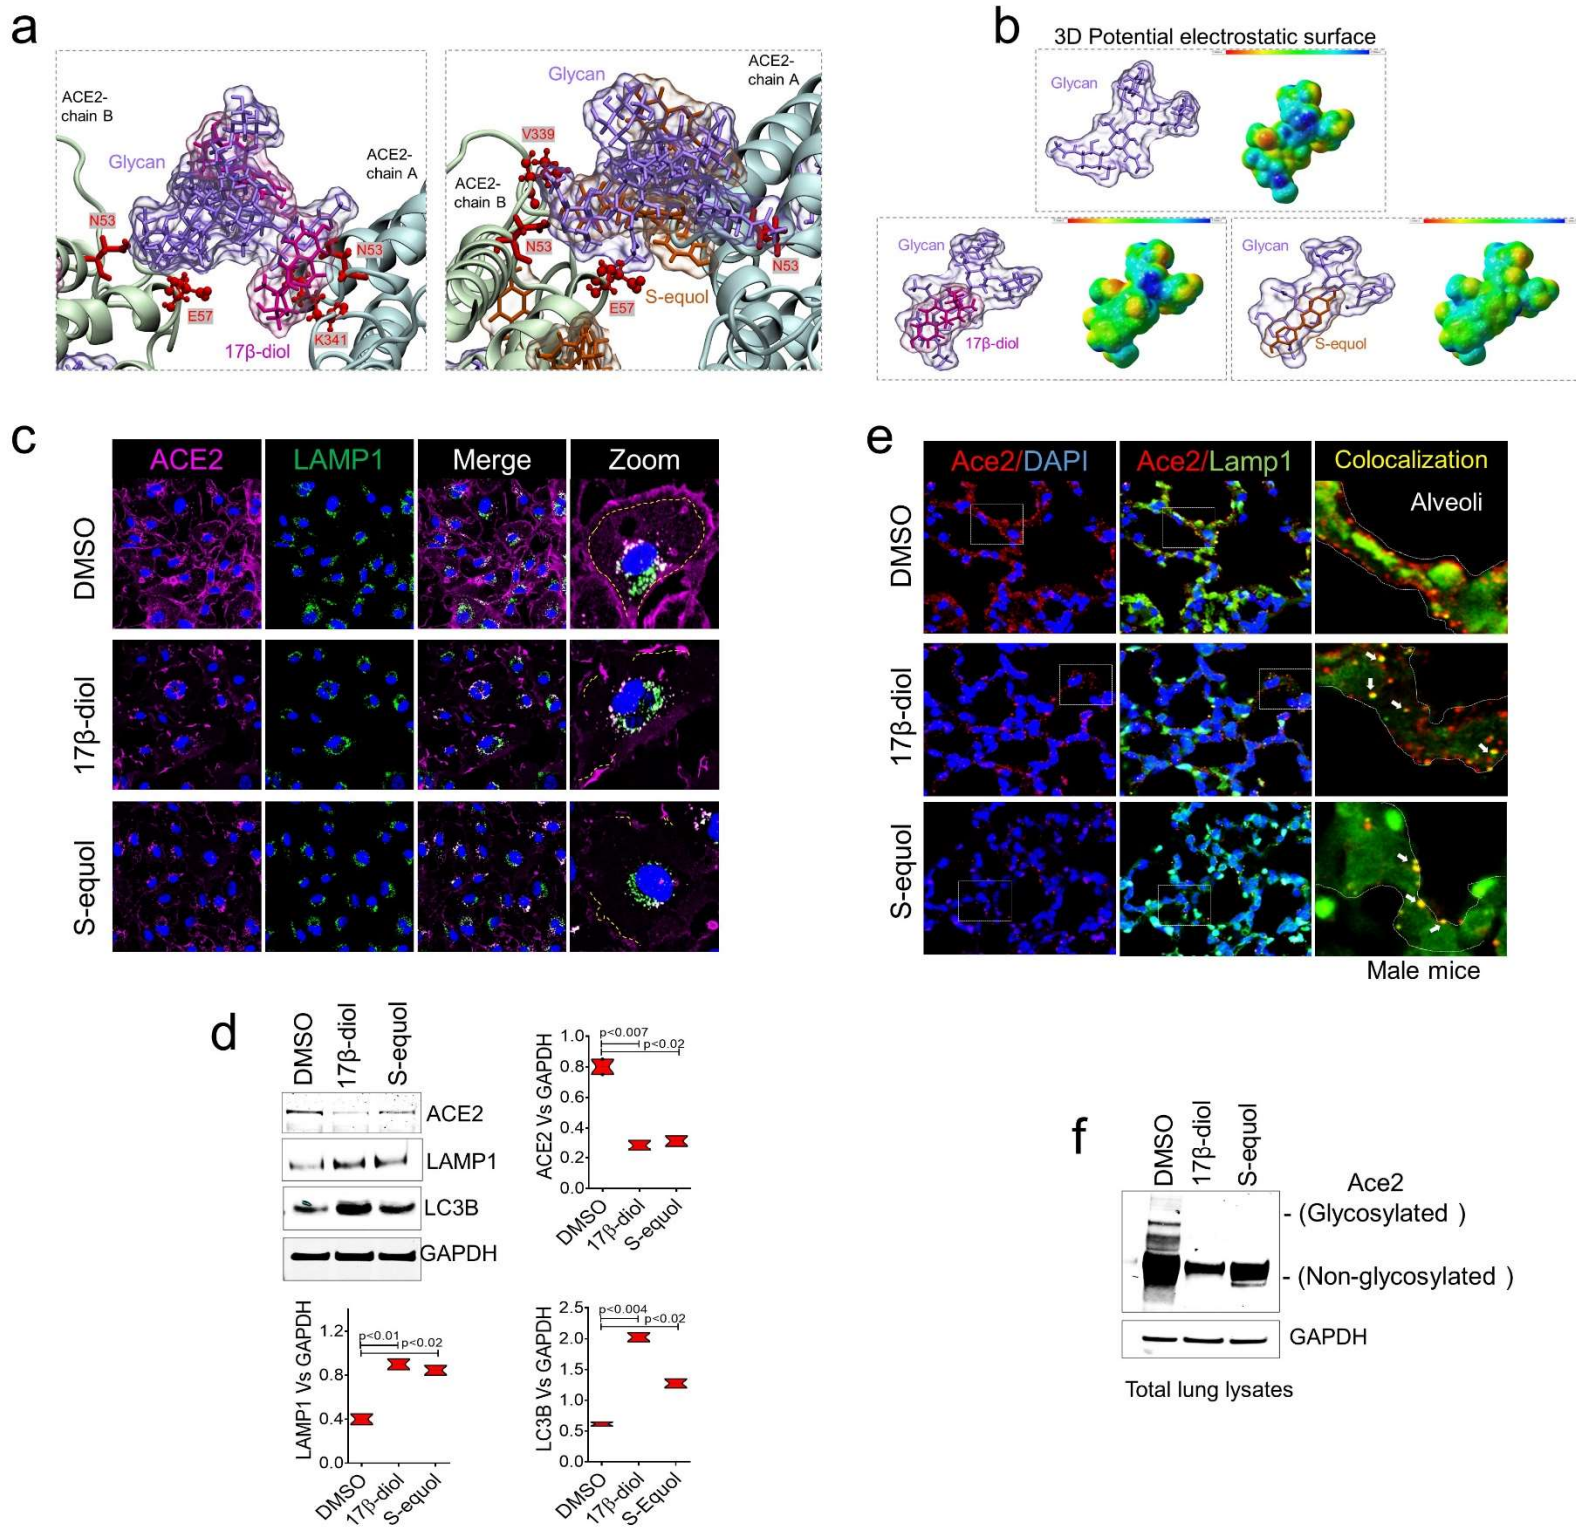 a
ACE2-
chain B
Glycan
ACE2-
chain A
N53
N53
E57
K341
17β-diol
Glycan
ACE2-
chain A
V339
ACE2-
chain B
N53
N53
E57
S-equol
b
3D Potential electrostatic surface
Glycan
Glycan
17β-diol
Glycan
S-equol
c
ACE2
LAMP1
Merge
Zoom
DMSO
17β-diol
S-equol
e
Ace2/DAPI
Ace2/Lamp1
Colocalization
Alveoli
DMSO
17β-diol
S-equol
Male mice
d
DMSO
17β-diol
S-equol
ACE2
LAMP1
LC3B
GAPDH
ACE2 Vs GAPDH
1.0
0.8
0.6
0.4
0.2
0.0
p<0.007
p<0.02
DMSO
17β-diol
S-equol
LAMP1 Vs GAPDH
1.2
0.8
0.4
0.0
p<0.01
p<0.02
DMSO
17β-diol
S-equol
LC3B Vs GAPDH
2.5
2.0
1.5
1.0
0.5
0.0
p<0.004
p<0.02
DMSO
17β-diol
S-Equol
f
DMSO
17β-diol
S-equol
Ace2
- (Glycosylated )
- (Non-glycosylated )
GAPDH
Total lung lysates